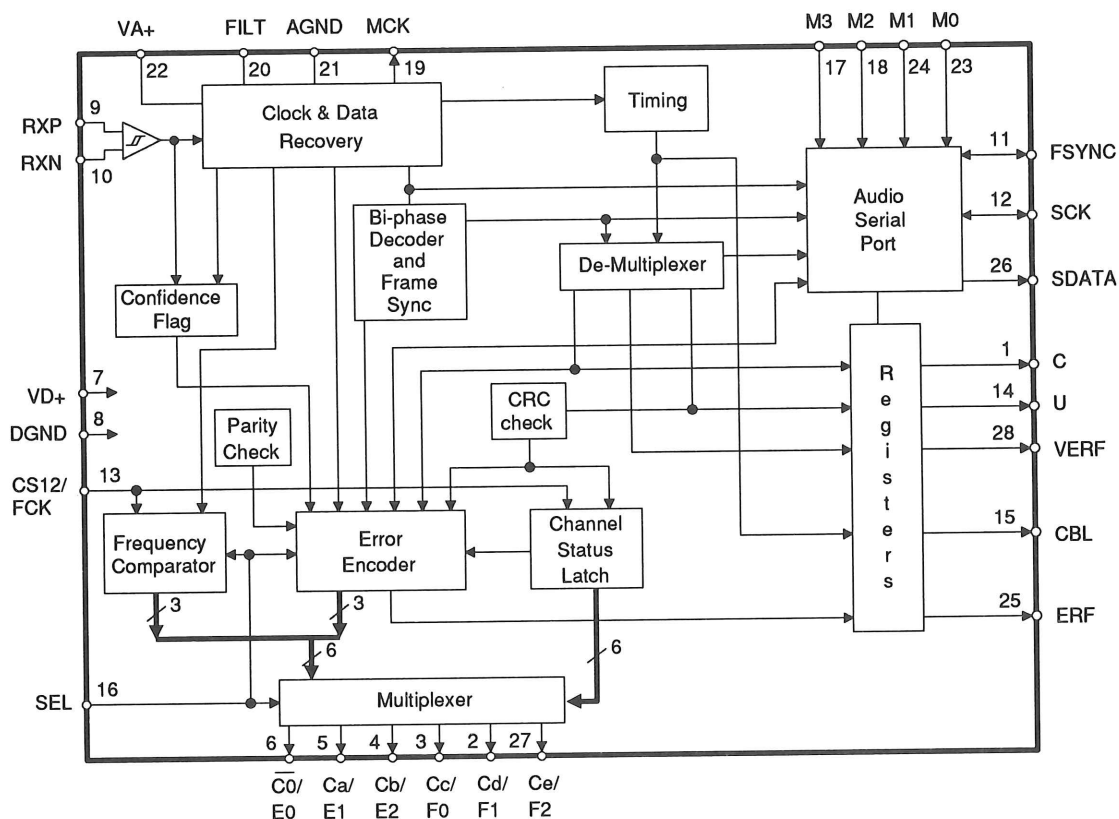 VA+ FILT AGND MCK M3 M2 M1 M0
22 20 21 19 17 18 24 23
RXP 9
RXN 10
Clock & Data
Recovery
Timing
Bi-phase
Decoder
and
Frame
Sync
De-Multiplexer
Audio
Serial
Port
11 FSYNC
12 SCK
26 SDATA
Confidence
Flag
VD+ 7
DGND 8
Parity
Check
CRC
check
Registers
1 C
14 U
28 VERF
15 CBL
25 ERF
CS12/
FCK
13
Frequency
Comparator
Error
Encoder
Channel
Status
Latch
3 3
6 6
SEL 16
Multiplexer
6 5 4 3 2 27
C̅0̅/ Ca/ Cb/ Cc/ Cd/ Ce/
E0 E1 E2 F0 F1 F2